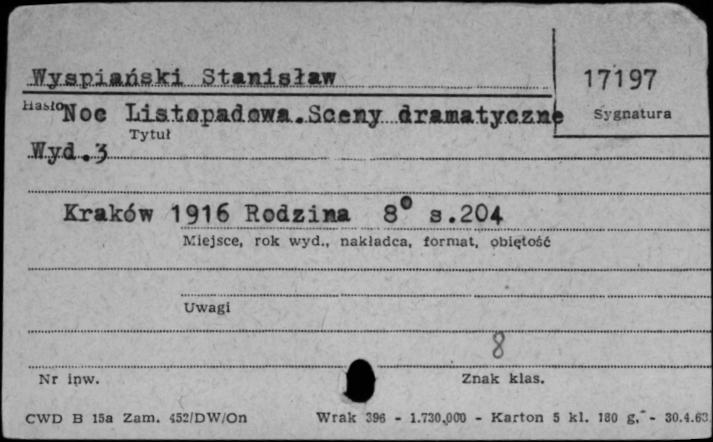 Wyspiański Stanisław
17197
Hasło
Noc Listopadowa.Sceny dramatyczne
Sygnatura
Tytuł
Wyd.3
Kraków 1916 Rodzina 8° s.204
Miejsce, rok wyd., nakładca, format, objętość
Uwagi
8
Nr inw.
Znak klas.
CWD B 15a Zam. 452/DW/On Wrak 396 - 1.730,000 - Karton 5 kl. 180 g, - 30.4.63